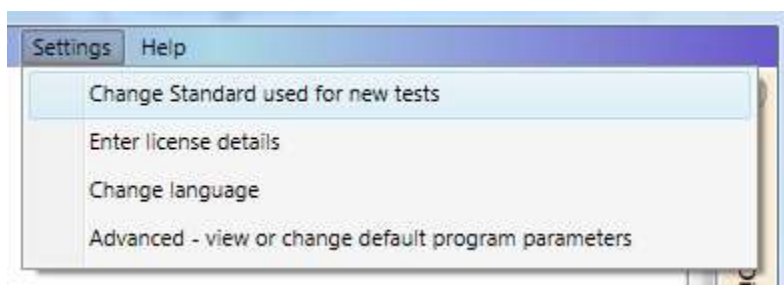 Settings Help
Change Standard used for new tests
Enter license details
Change language
Advanced - view or change default program parameters